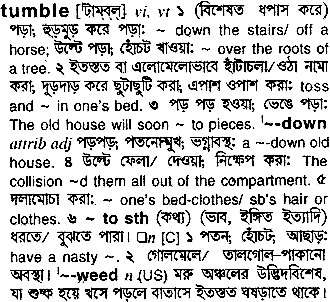 tumble [টাম্‌বল্] vi, vt ১ (বিশেষত ধপাস করে)
পড়া; হুড়মুড় করে পড়া: ~ down the stairs/ off a
horse; উল্টে পড়া; হোঁচট খাওয়া: ~ over the roots of
a tree. ২ ইতস্তত বা এলোমেলোভাবে হাঁটাচলা/ওঠা নামা
করা; দুড়দাড় করে ছুটাছুটি করা; এপাশ ওপাশ করা: toss
and ~ in one's bed. ৩ পড় পড় হওয়া; ভেঙে পড়া:
The old house will soon ~ to pieces. '~-down
attrib adj পড়পড়; পতনোন্মুখ; ভগ্নাবস্থ: a ~-down old
house. ৪ উল্টে ফেলা/ দেওয়া; নিক্ষেপ করা: The
collision ~d them all out of the compartment. ৫
দলামোচা করা: ~ one's bed-clothes/ sb's hair or
clothes. ৬ ~ to sth (কথ্য) (ভাব, ইঙ্গিত ইত্যাদি)
ধরতে/ বুঝতে পারা। □n [C] ১ পতন; হোঁচট; আছাড়:
have a nasty ~. ২ গোলমেলে/ তালগোল-পাকানো
অবস্থা। '~-weed n (US) মরু অঞ্চলের উদ্ভিদবিশেষ,
যা শুষ্ক হয়ে খসে পড়লে বাতাসে ইতস্তত ঘষড়াতে থাকে।